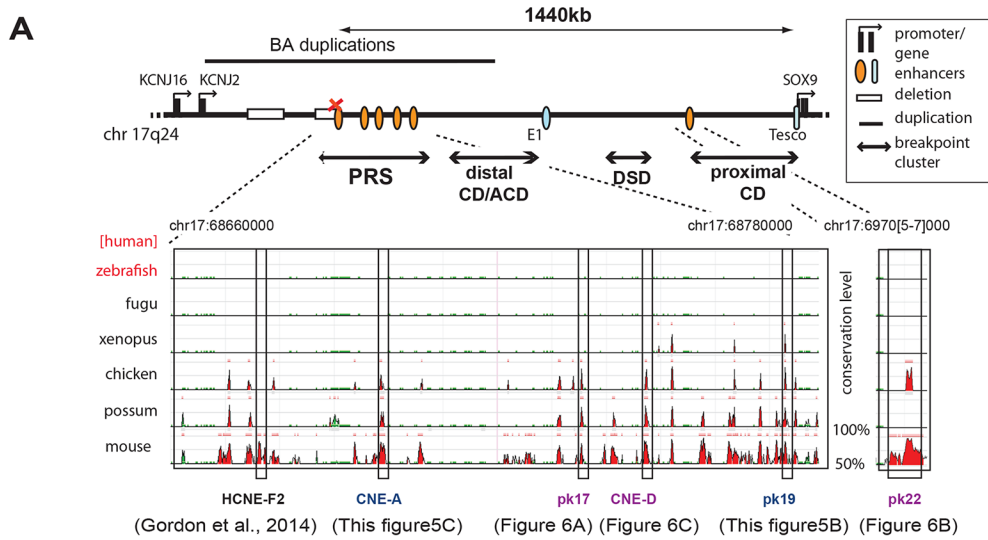 A
1440kb
BA duplications
KCNJ16
KCNJ2
SOX9
chr 17q24
E1
Tesco
PRS
distal
CD/ACD
DSD
proximal
CD
promoter/
gene
enhancers
deletion
duplication
breakpoint
cluster
chr17:68660000
chr17:68780000
chr17:6970[5-7]000
[human]
zebrafish
fugu
xenopus
chicken
possum
mouse
conservation level
100%
50%
HCNE-F2
CNE-A
pk17
CNE-D
pk19
pk22
(Gordon et al., 2014)
(This figure5C)
(Figure 6A)
(Figure 6C)
(This figure5B)
(Figure 6B)